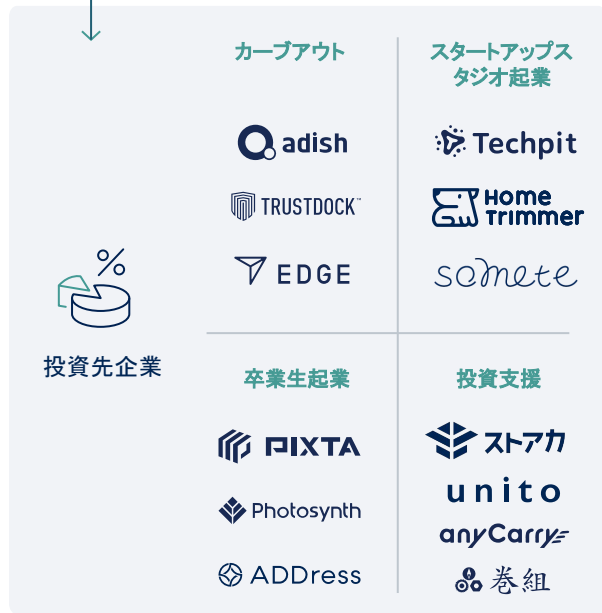 カーブアウト
adish
TRUSTDOCK™
EDGE
スタートアップス
タジオ起業
Techpit
Home
Trimmer
somete
%
投資先企業
卒業生起業
PIXTA
Photosynth
ADDress
投資支援
ストアカ
unito
anyCarry
巻組